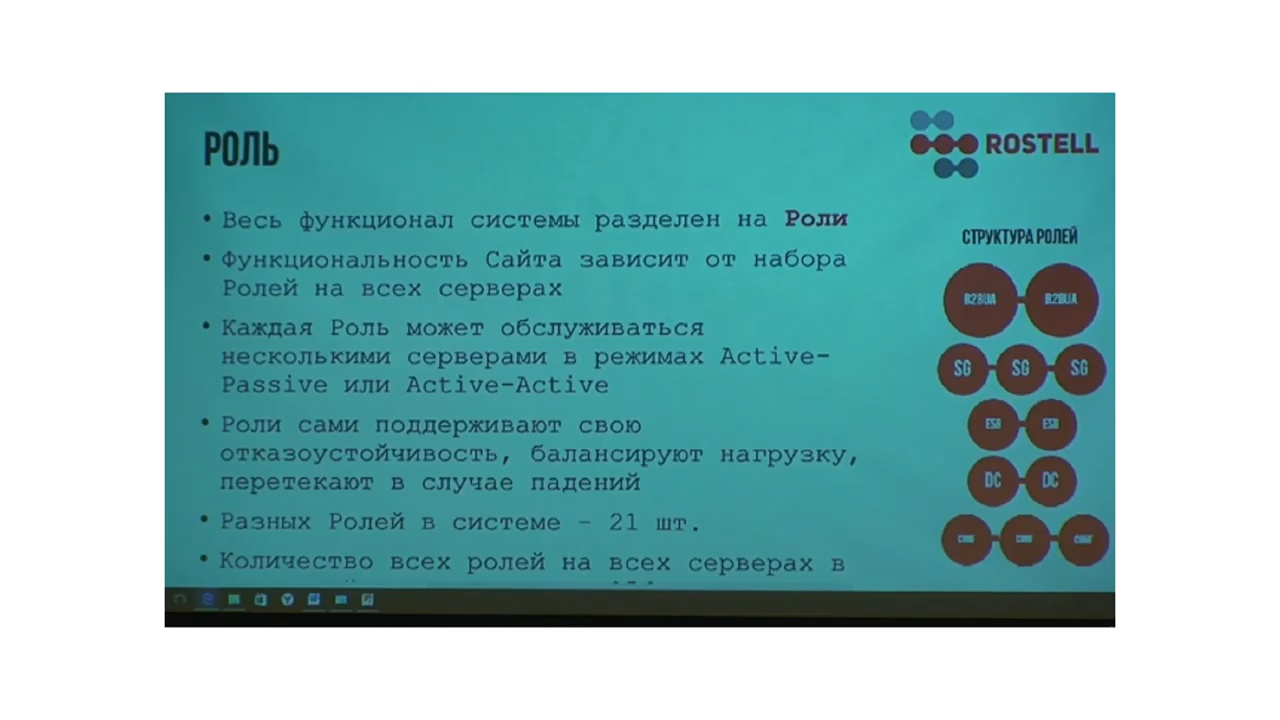 РОЛЬ
ROSTELL
• Весь функционал системы разделен на Роли
• Функциональность Сайта зависит от набора
Ролей на всех серверах
• Каждая Роль может обслуживаться
несколькими серверами в режимах Active-
Passive или Active-Active
• Роли сами поддерживают свою
отказоустойчивость, балансируют нагрузку,
перетекают в случае падений
• Разных Ролей в системе – 21 шт.
• Количество всех ролей на всех серверах в
СТРУКТУРА РОЛЕЙ
B2BUA B2BUA
SG SG SG
ESB ESB
DC DC